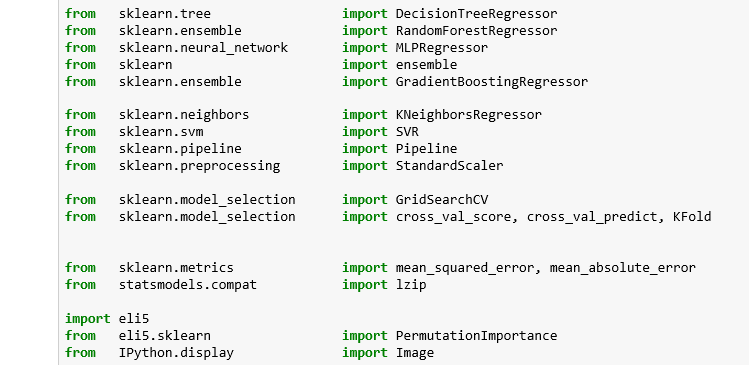 from sklearn.tree import DecisionTreeRegressor
from sklearn.ensemble import RandomForestRegressor
from sklearn.neural_network import MLPRegressor
from sklearn import ensemble
from sklearn.ensemble import GradientBoostingRegressor
from sklearn.neighbors import KNeighborsRegressor
from sklearn.svm import SVR
from sklearn.pipeline import Pipeline
from sklearn.preprocessing import StandardScaler
from sklearn.model_selection import GridSearchCV
from sklearn.model_selection import cross_val_score, cross_val_predict, KFold
from sklearn.metrics import mean_squared_error, mean_absolute_error
from statsmodels.compat import lzip
import eli5
from eli5.sklearn import PermutationImportance
from IPython.display import Image